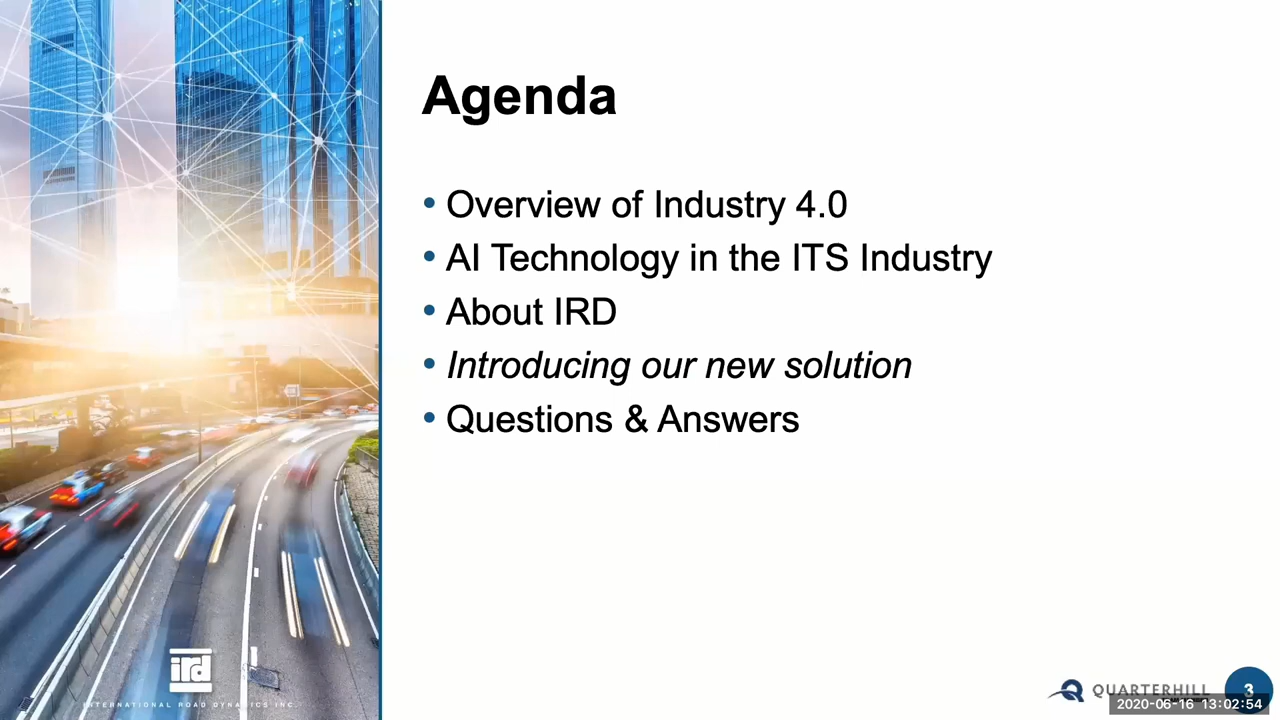 Agenda
• Overview of Industry 4.0
• AI Technology in the ITS Industry
• About IRD
• Introducing our new solution
• Questions & Answers
ird
INTERNATIONAL ROAD DYNAMICS INC.
QUARTERHILL
3
2020-06-16 13:02:54